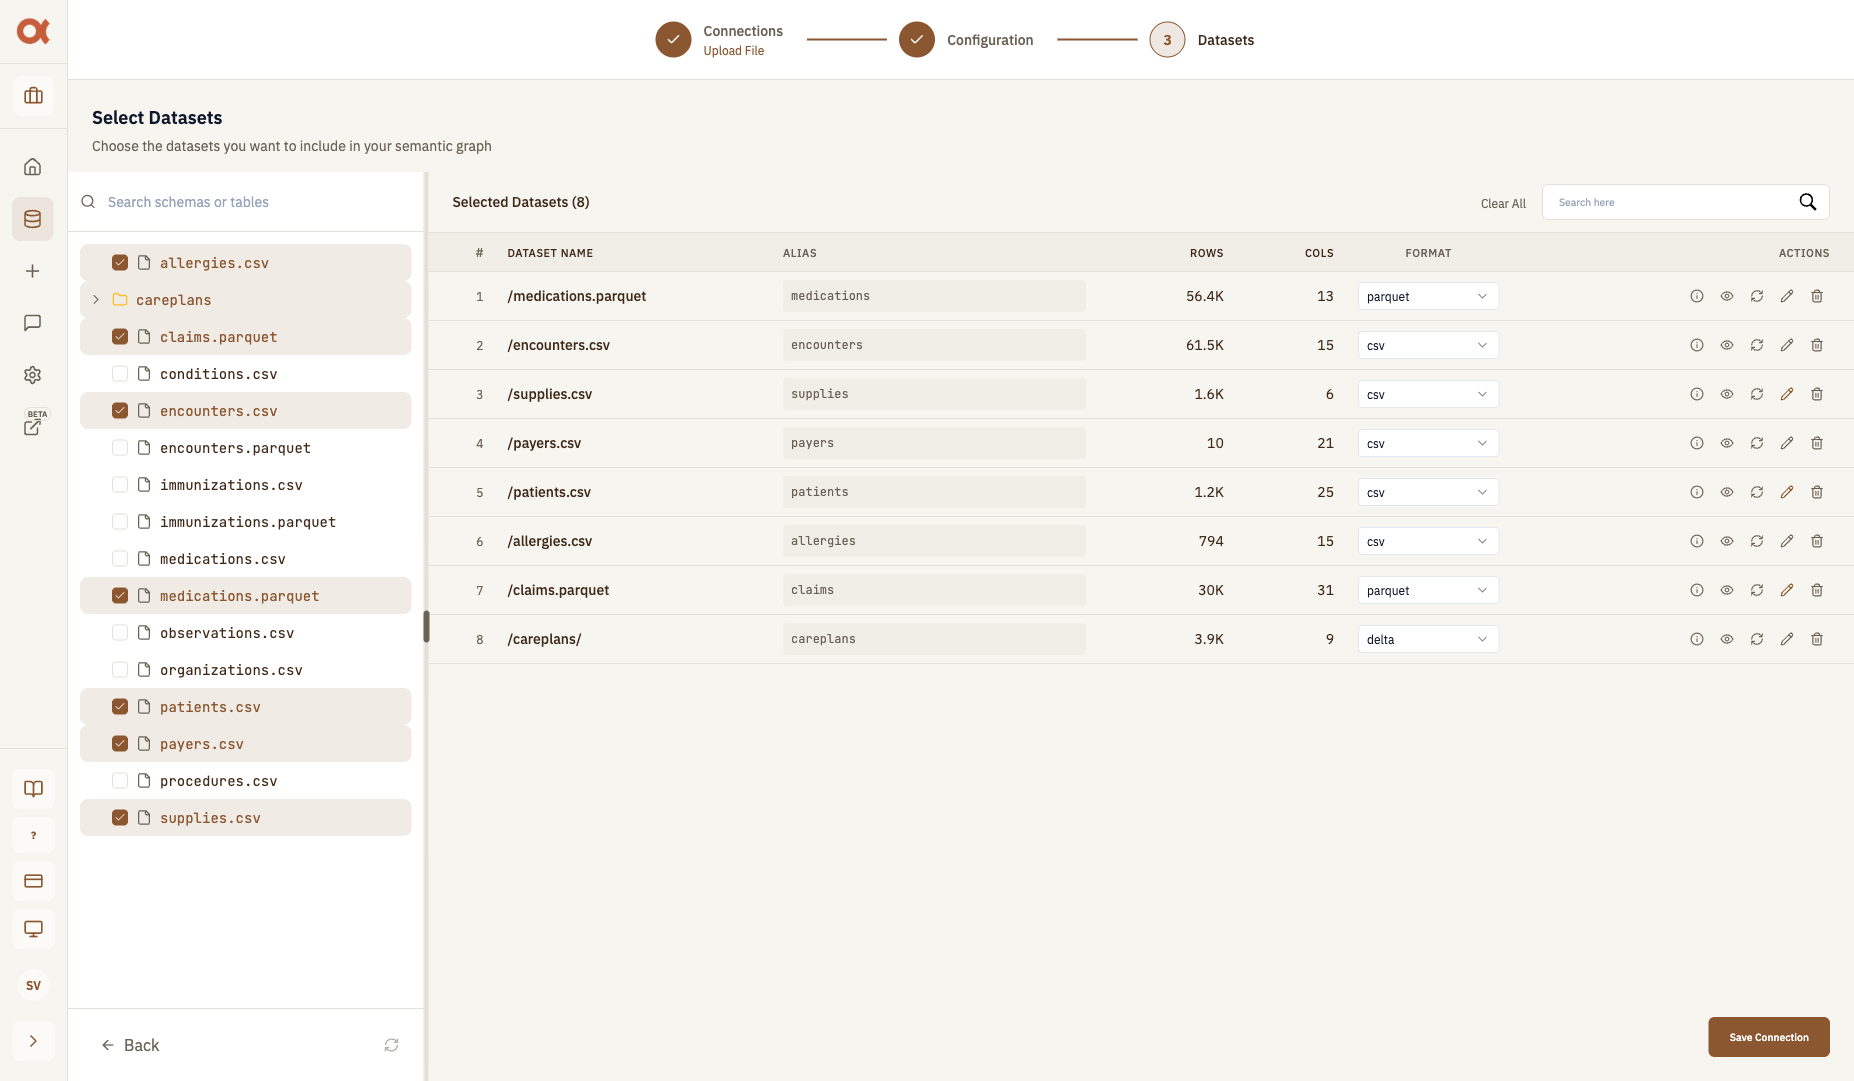 Connections
Upload File
Configuration
3
Datasets
Select Datasets
Choose the datasets you want to include in your semantic graph
BETA
?
SV
Search schemas or tables
allergies.csv
careplans
claims.parquet
conditions.csv
encounters.csv
encounters.parquet
immunizations.csv
immunizations.parquet
medications.csv
medications.parquet
observations.csv
organizations.csv
patients.csv
payers.csv
procedures.csv
supplies.csv
Back
Selected Datasets (8)
Clear All
Search here
# DATASET NAME ALIAS ROWS COLS FORMAT ACTIONS
1 /medications.parquet medications 56.4K 13 parquet
2 /encounters.csv encounters 61.5K 15 csv
3 /supplies.csv supplies 1.6K 6 csv
4 /payers.csv payers 10 21 csv
5 /patients.csv patients 1.2K 25 csv
6 /allergies.csv allergies 794 15 csv
7 /claims.parquet claims 30K 31 parquet
8 /careplans/ careplans 3.9K 9 delta
Save Connection